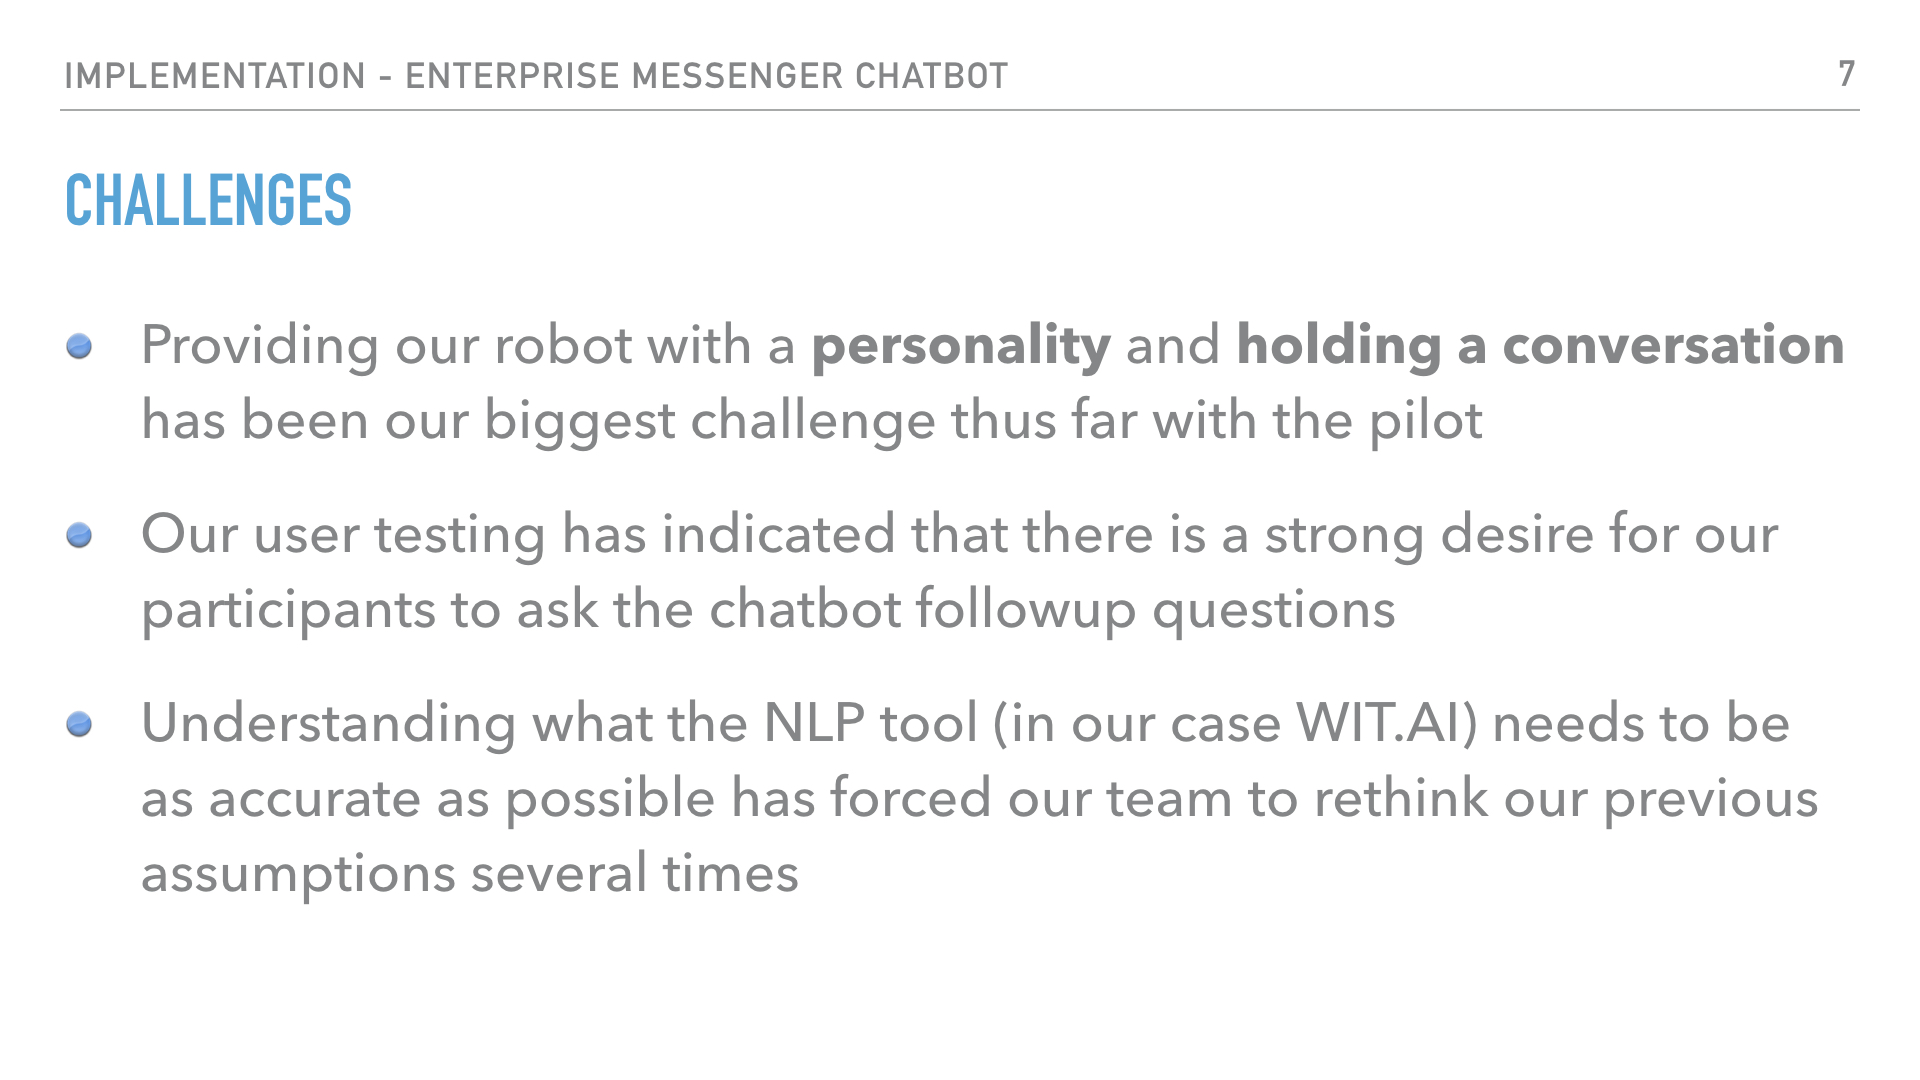 IMPLEMENTATION - ENTERPRISE MESSENGER CHATBOT
7
CHALLENGES
Providing our robot with a personality and holding a conversation
has been our biggest challenge thus far with the pilot
Our user testing has indicated that there is a strong desire for our
participants to ask the chatbot followup questions
Understanding what the NLP tool (in our case WIT.AI) needs to be
as accurate as possible has forced our team to rethink our previous
assumptions several times